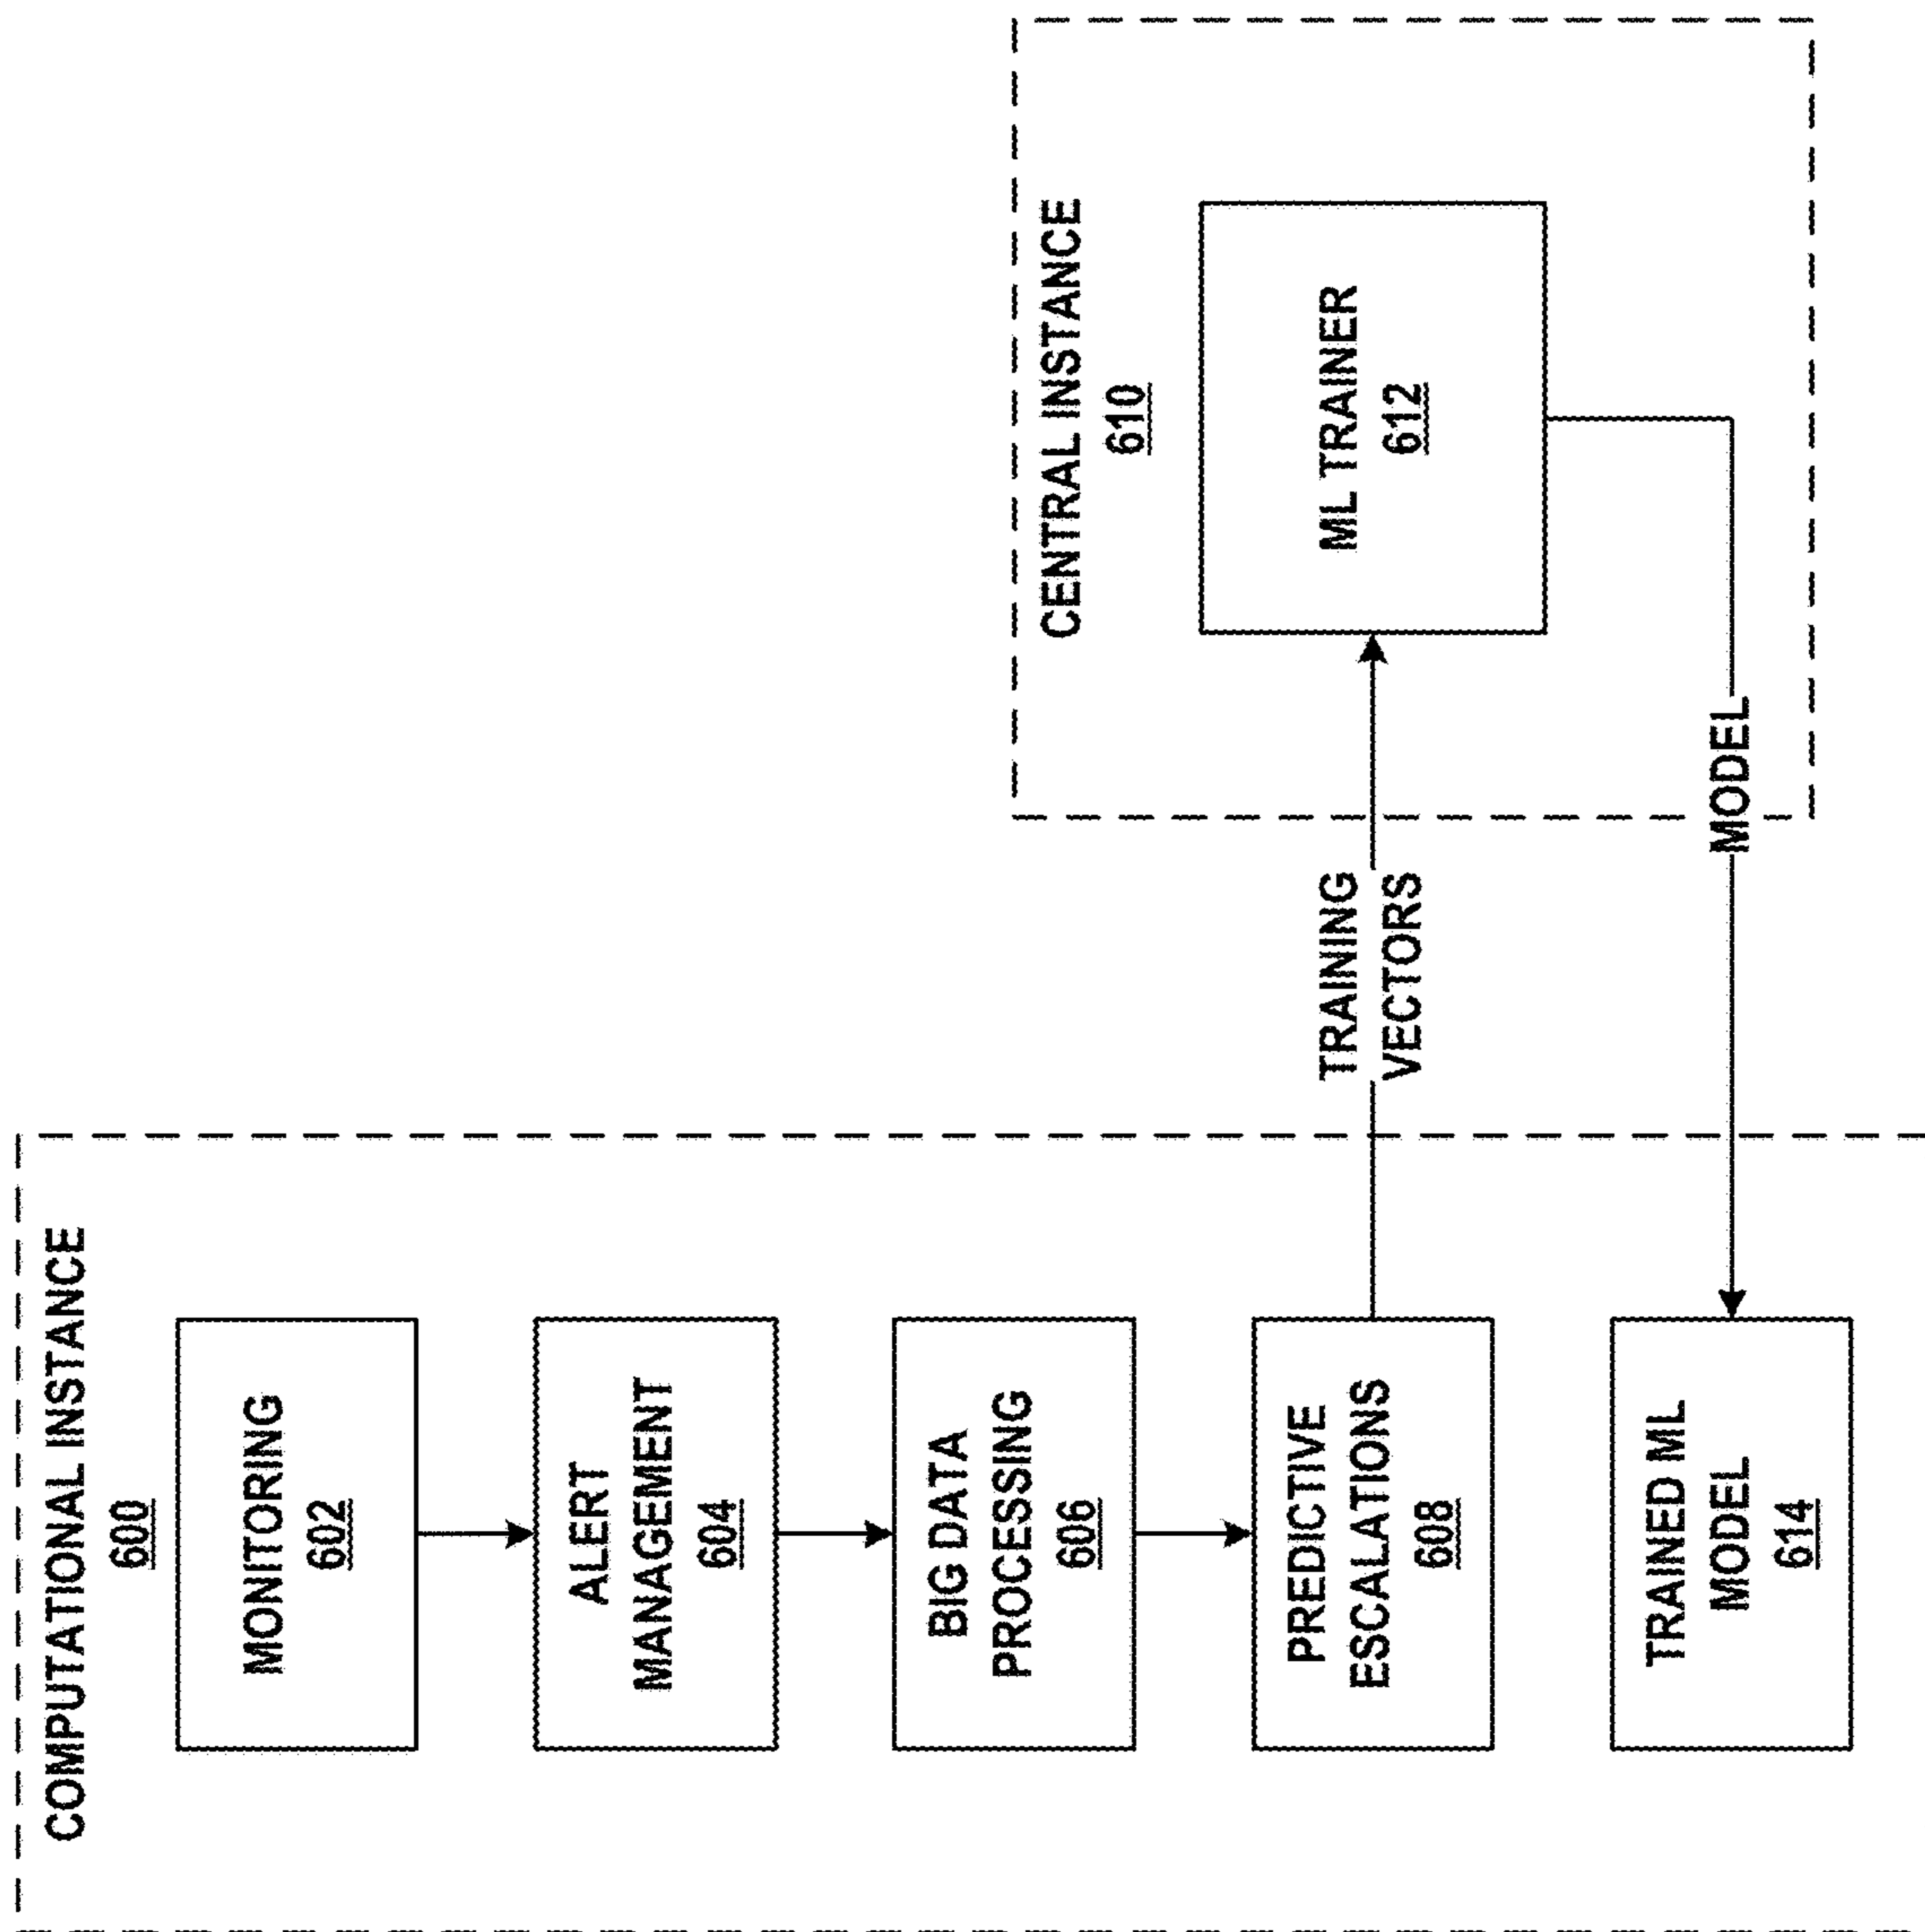 COMPUTATIONAL INSTANCE
600
MONITORING
602
ALERT
MANAGEMENT
604
BIG DATA
PROCESSING
606
PREDICTIVE
ESCALATIONS
608
TRAINED ML
MODEL
614
TRAINING
VECTORS
MODEL
CENTRAL INSTANCE
610
ML TRAINER
612